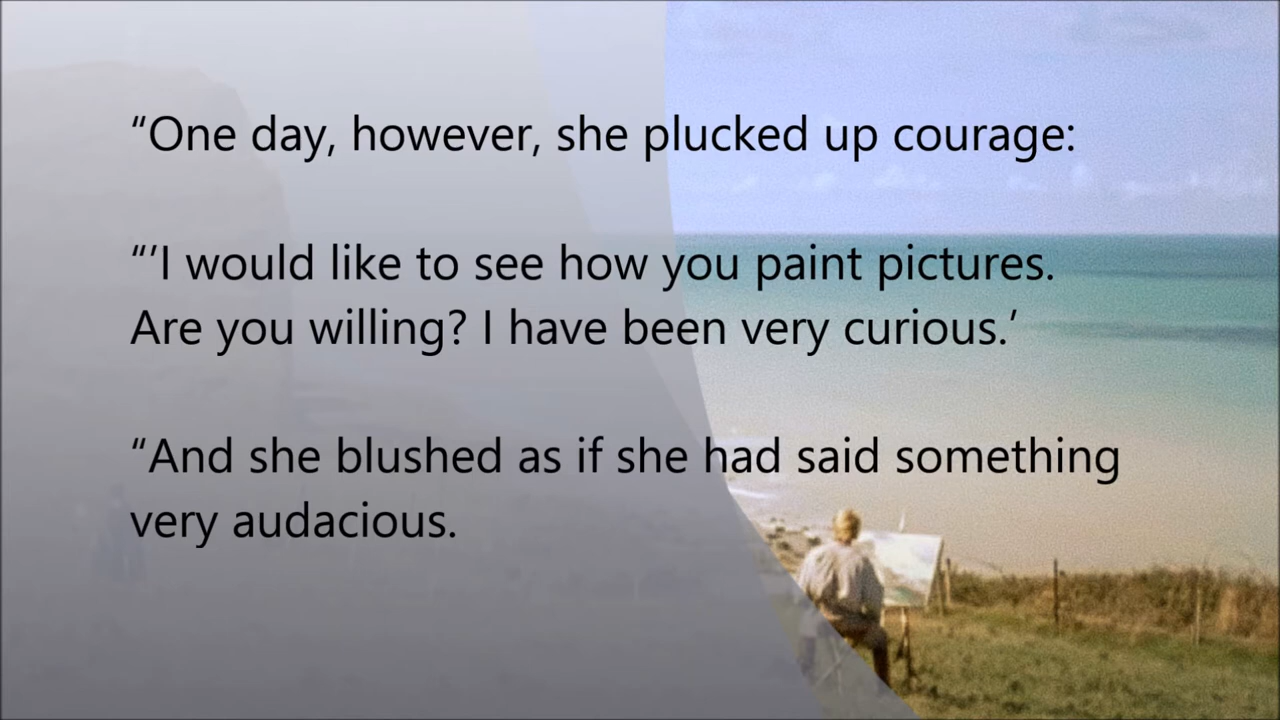 “One day, however, she plucked up courage:
“‘I would like to see how you paint pictures.
Are you willing? I have been very curious.’
“And she blushed as if she had said something
very audacious.